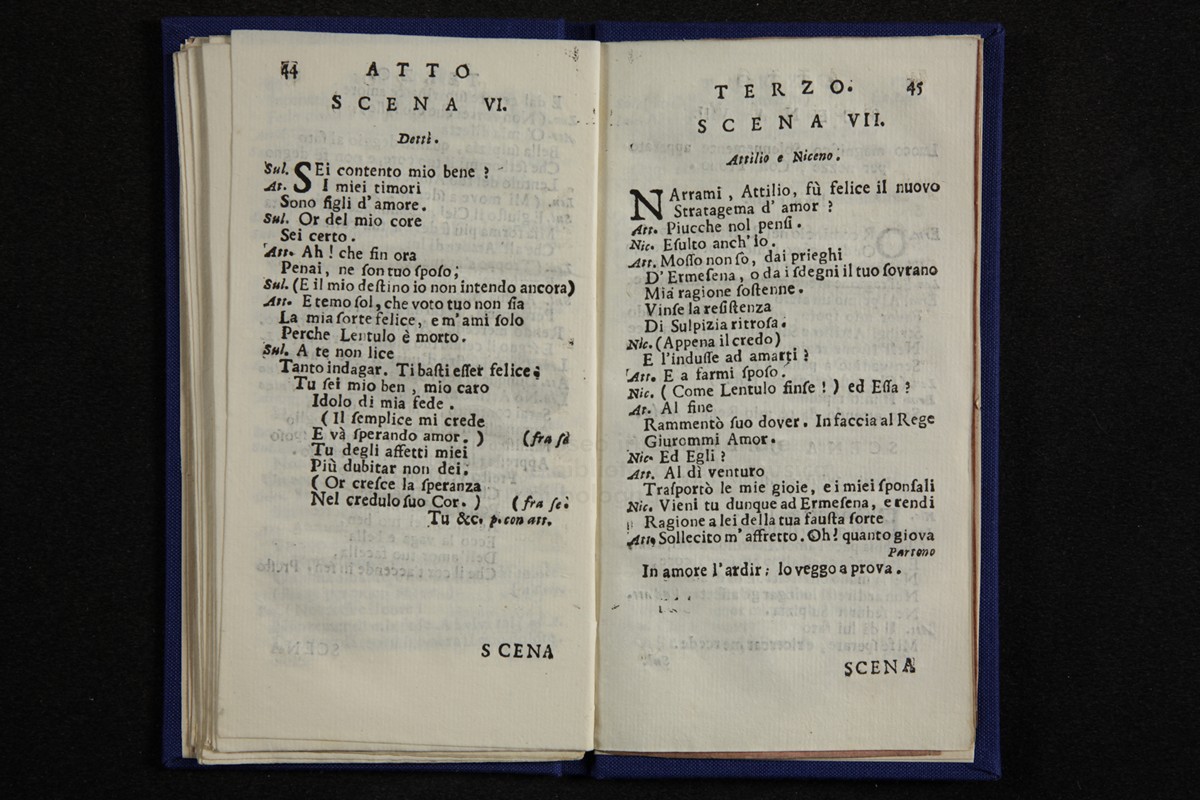 44 ATTO
SCENA VI.
Detti.
Sul. SEi contento mio bene ?
At. I miei timori
Sono figli d'amore.
Sul. Or del mio core
Sei certo.
Att. Ah ! che fin ora
Penai, ne ſon tuo ſpoſo;
Sul. (E il mio deſtino io non intendo ancora)
Att. E temo ſol, che voto tuo non ſia
La mia ſorte felice, e m'ami ſolo
Perche Lentulo è morto.
Sul. A te non lice
Tanto indagar. Ti baſti eſſer felice;
Tu ſei mio ben , mio caro
Idolo di mia fede .
( Il ſemplice mi crede
E và ſperando amor. ) (fra ſè
Tu degli affetti miei
Più dubitar non dei.
( Or creſce la ſperanza
Nel credulo ſuo Cor. ) (fra ſe.
Tu &c. p. con att.
SCENA
TERZO. 45
SCENA VII.
Attilio e Niceno.
NArrami , Attilio, fù felice il nuovo
Stratagema d' amor ?
Att. Piucche nol penſi .
Nic. Eſulto anch' io .
Att. Moſſo non ſo, dai prieghi
D' Ermeſena, o da i ſdegni il tuo ſovrano
Mia ragione ſoſtenne.
Vinſe la reſiſtenza
Di Sulpizia ritroſa.
Nic. (Appena il credo)
E l'induſſe ad amarti ?
Att. E a farmi ſpoſo.
Nic. ( Come Lentulo finſe ! ) ed Eſſa ?
At. Al fine
Rammentò ſuo dover. In faccia al Rege
Giurommi Amor.
Nic. Ed Egli ?
Att. Al dì venturo
Traſportò le mie gioie, e i miei ſponſali
Nic. Vieni tu dunque ad Ermeſena, e rendi
Ragione a lei della tua fauſta ſorte
Att. Sollecito m' affretto. Oh! quanto giova
Partono
In amore l'ardir; lo veggo a prova.
SCENA